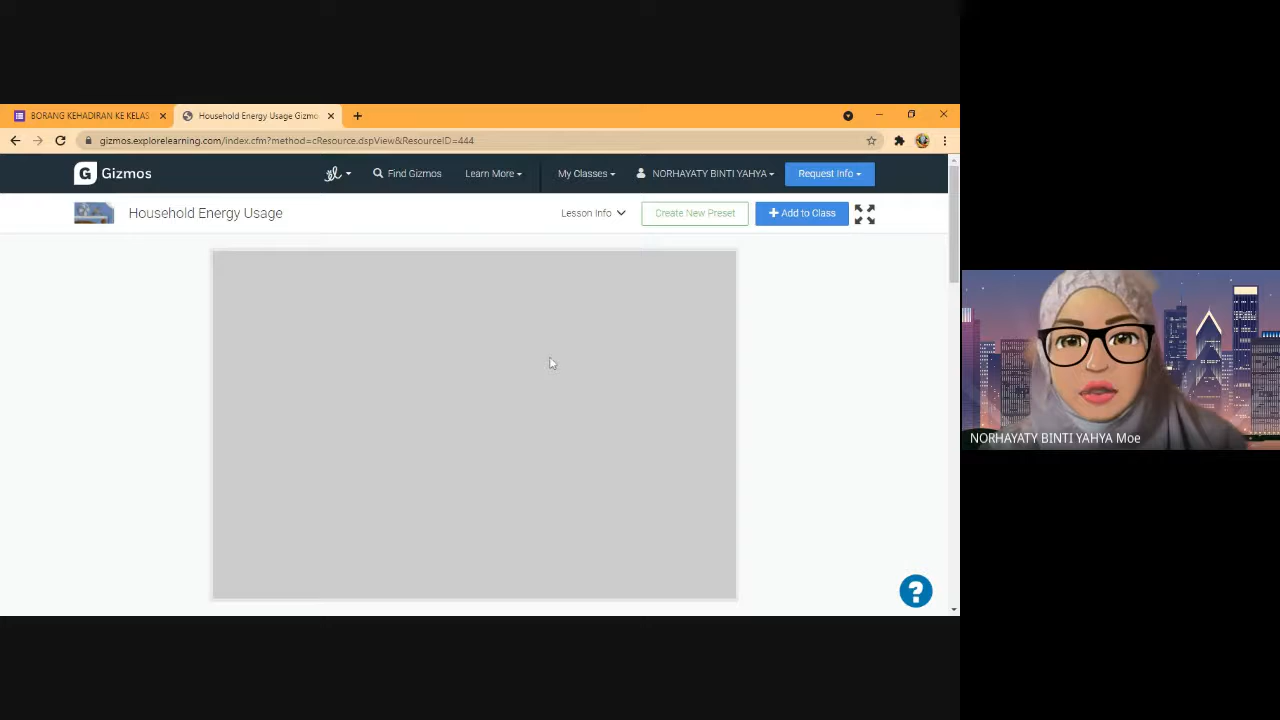 BORANG KEHADIRAN KE KELAS
Household Energy Usage Gizmo
gizmos.explorelearning.com/index.cfm?method=cResource.dspView&ResourceID=444
G Gizmos
Find Gizmos
Learn More
My Classes
NORHAYATY BINTI YAHYA
Request Info
Household Energy Usage
Lesson Info
Create New Preset
+ Add to Class
?
NORHAYATY BINTI YAHYA Moe